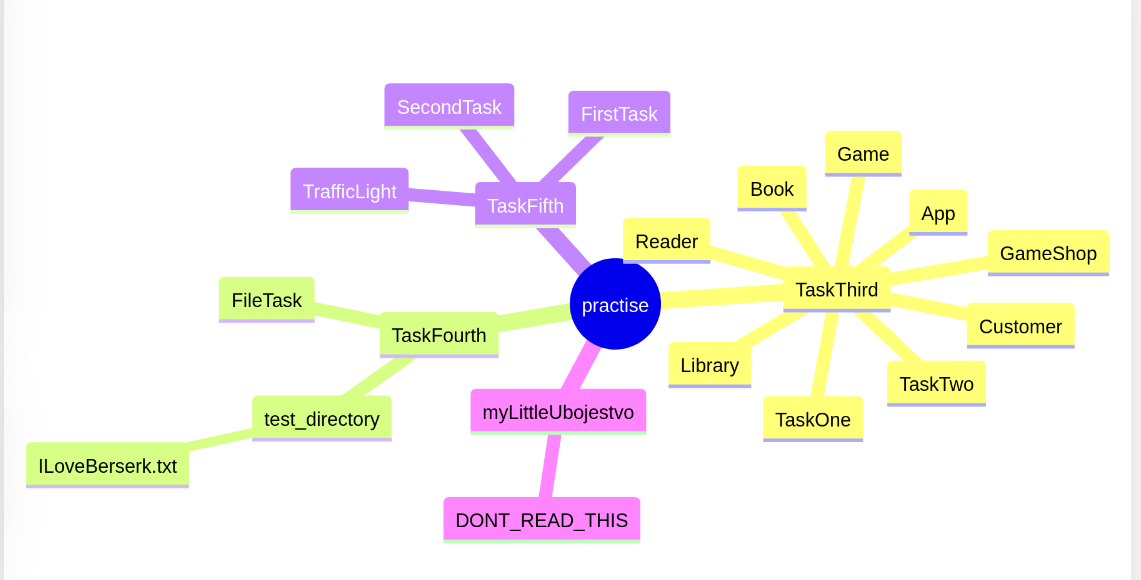 SecondTask
FirstTask
TrafficLight
TaskFifth
Game
Book
App
Reader
GameShop
TaskThird
practise
Customer
Library
TaskTwo
TaskOne
FileTask
TaskFourth
test_directory
ILoveBerserk.txt
myLittleUbojestvo
DONT_READ_THIS